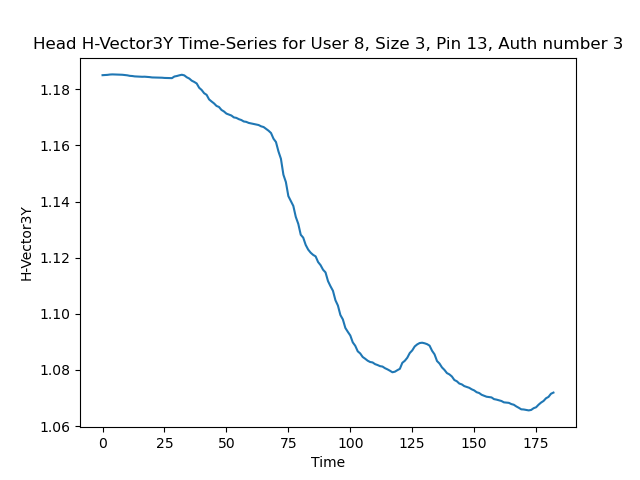 Head H-Vector3Y Time-Series for User 8, Size 3, Pin 13, Auth number 3
1.18
1.16
1.14
1.12
1.10
1.08
1.06
H-Vector3Y
0 25 50 75 100 125 150 175
Time